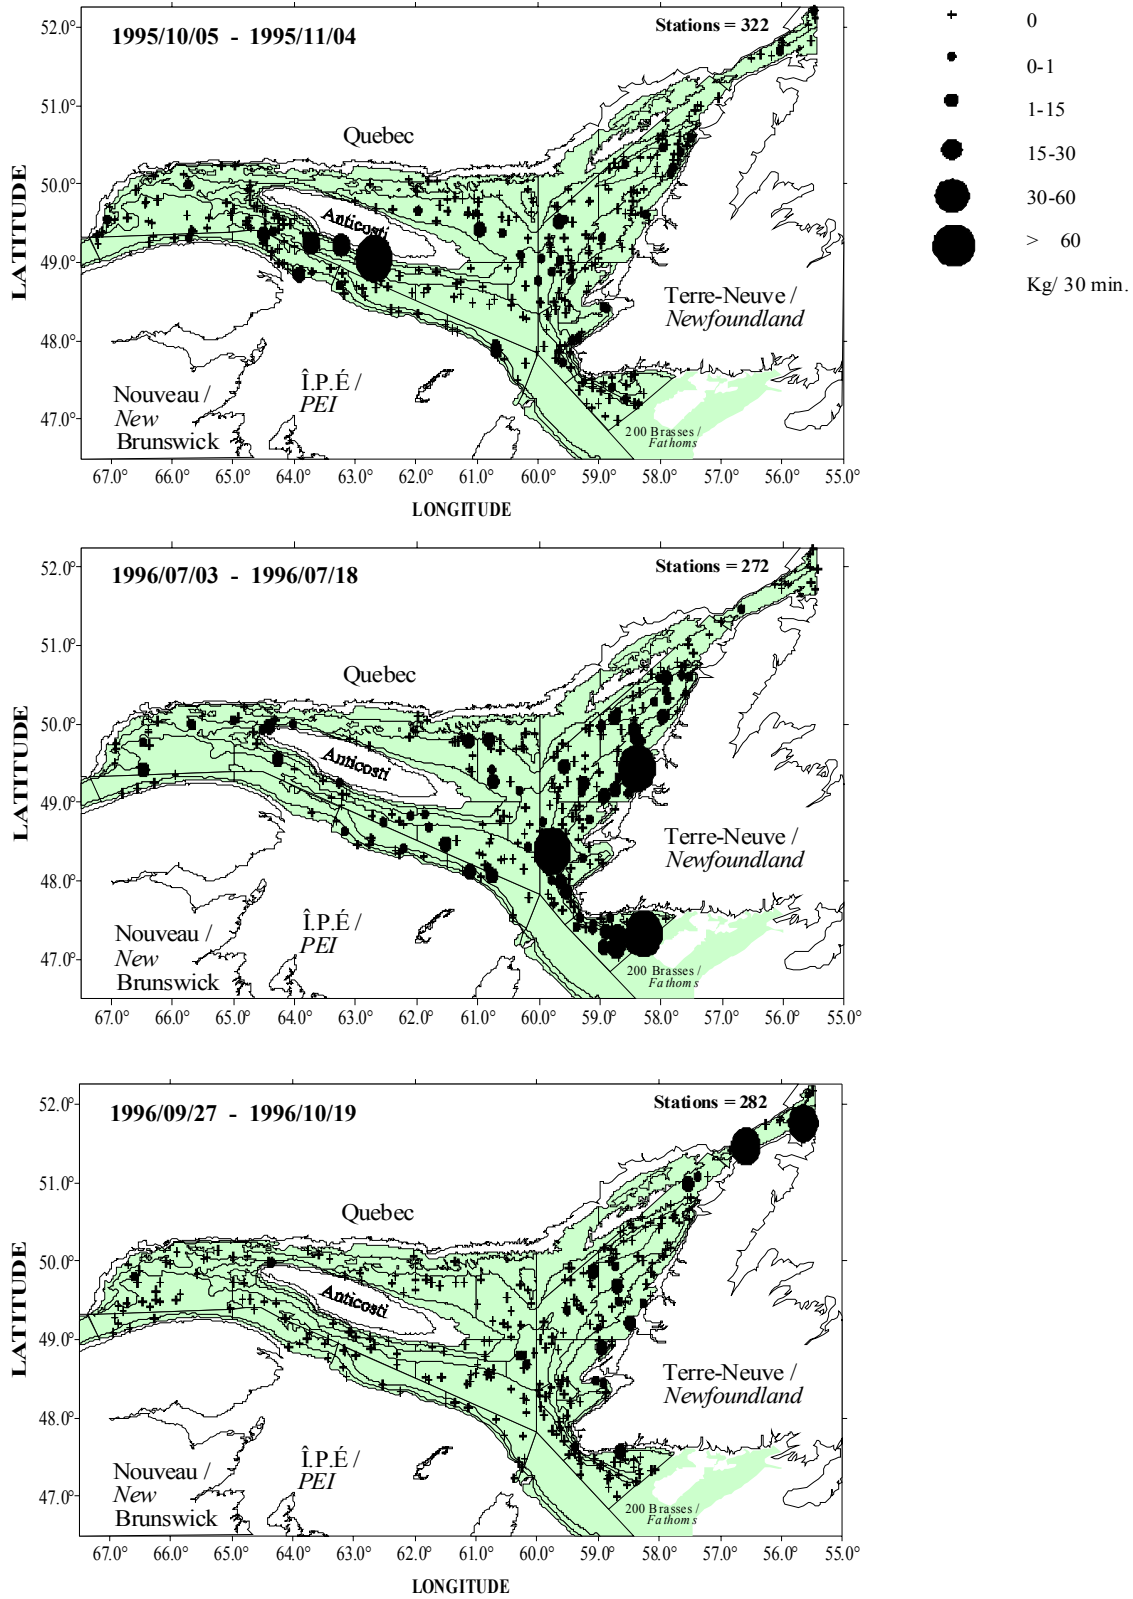 1995/10/05 - 1995/11/04
Stations = 322
52.0°
51.0°
50.0°
49.0°
48.0°
47.0°
LATITUDE
Quebec
Anticosti
Terre-Neuve /
Newfoundland
Nouveau /
New
Brunswick
Î.P.É /
PEI
200 Brasses /
Fathoms
67.0° 66.0° 65.0° 64.0° 63.0° 62.0° 61.0° 60.0° 59.0° 58.0° 57.0° 56.0° 55.0°
LONGITUDE
0
0-1
1-15
15-30
30-60
> 60
Kg/ 30 min.
1996/07/03 - 1996/07/18
Stations = 272
52.0°
51.0°
50.0°
49.0°
48.0°
47.0°
LATITUDE
Quebec
Anticosti
Terre-Neuve /
Newfoundland
Nouveau /
New
Brunswick
Î.P.É /
PEI
200 Brasses /
Fathoms
67.0° 66.0° 65.0° 64.0° 63.0° 62.0° 61.0° 60.0° 59.0° 58.0° 57.0° 56.0° 55.0°
1996/09/27 - 1996/10/19
Stations = 282
52.0°
51.0°
50.0°
49.0°
48.0°
47.0°
LATITUDE
Quebec
Anticosti
Terre-Neuve /
Newfoundland
Nouveau /
New
Brunswick
Î.P.É /
PEI
200 Brasses /
Fathoms
67.0° 66.0° 65.0° 64.0° 63.0° 62.0° 61.0° 60.0° 59.0° 58.0° 57.0° 56.0° 55.0°
LONGITUDE